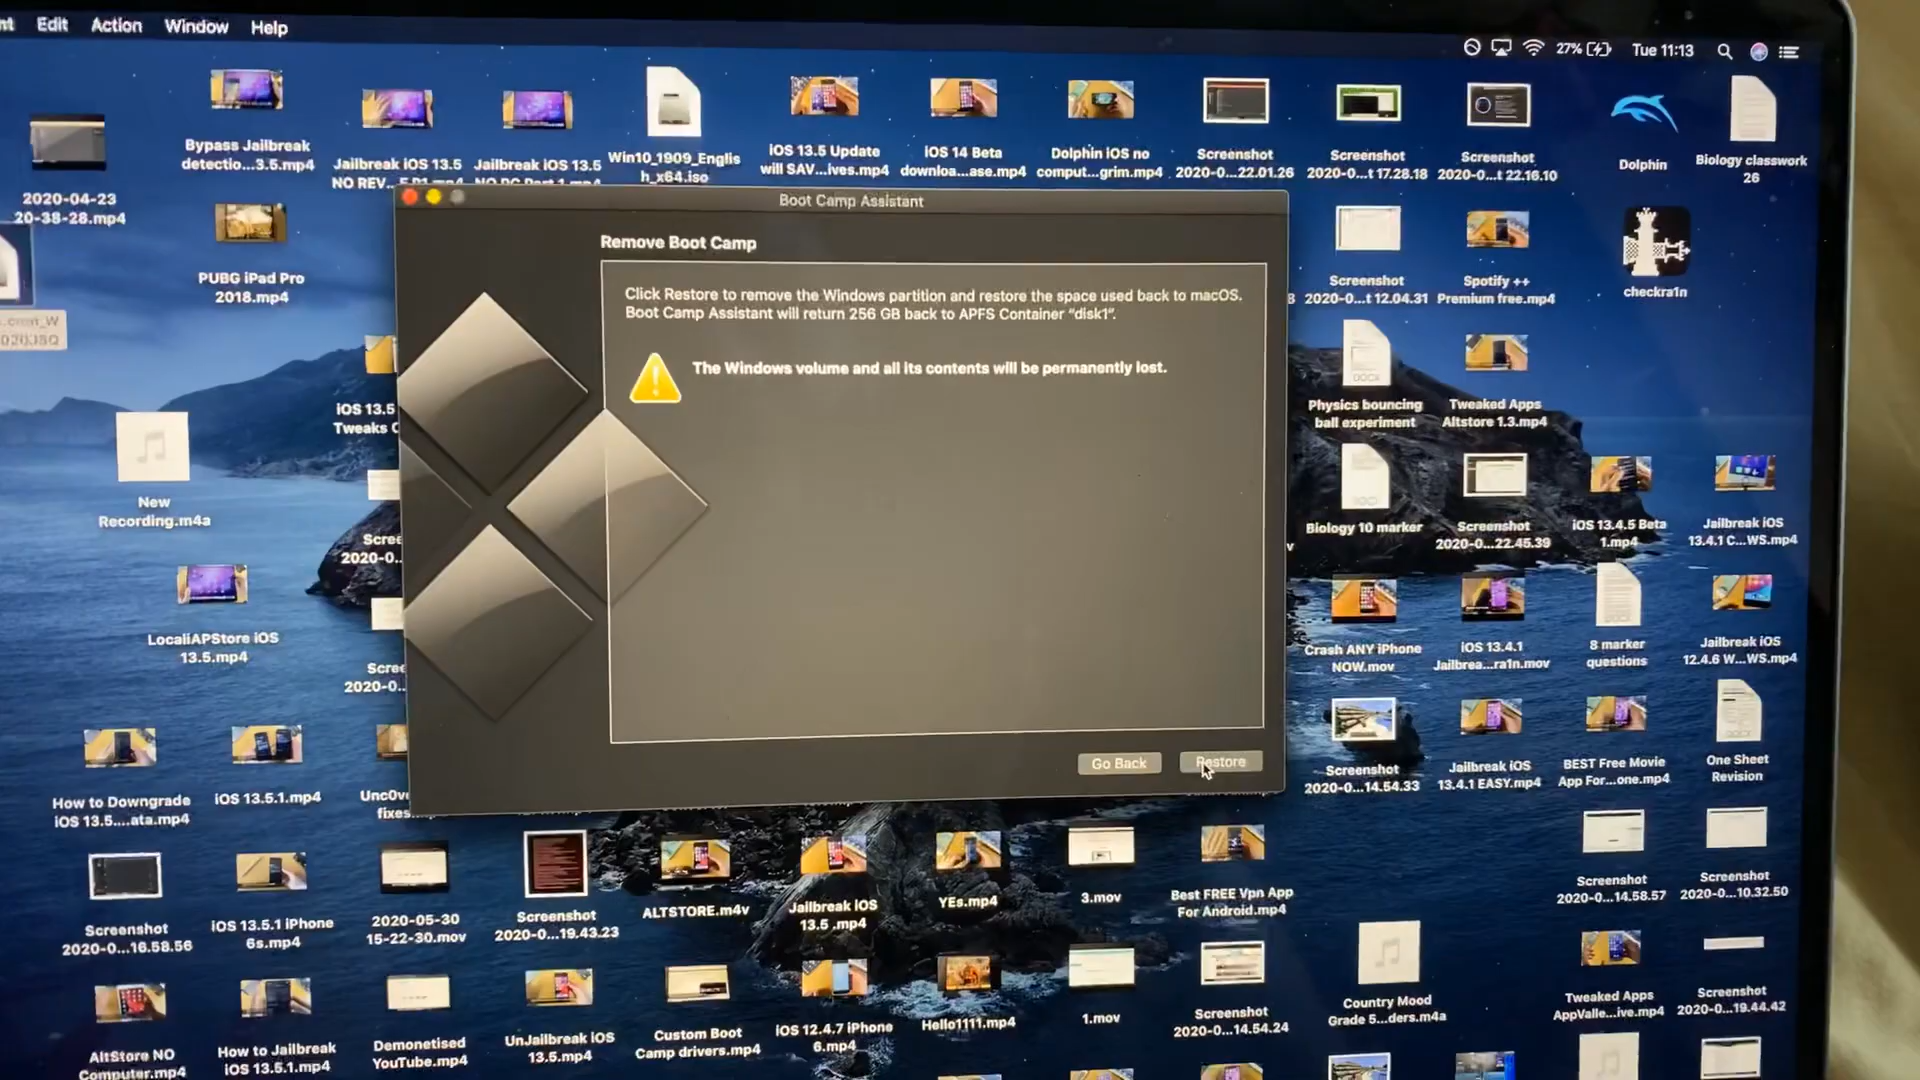 Edit Action Window Help
27% Tue 11:13
2020-04-23
20-38-28.mp4
Bypass Jailbreak
detectio...3.5.mp4
Jailbreak iOS 13.5
Jailbreak iOS 13.5
Win10_1909_Englis
h_x64.iso
iOS 13.5 Update
will SAV...ives.mp4
iOS 14 Beta
downloa...ase.mp4
Dolphin iOS no
comput...grim.mp4
Screenshot
2020-0...22.01.26
Screenshot
2020-0...t 17.28.18
Screenshot
2020-0...t 22.16.10
Dolphin
Biology classwork
26
PUBG iPad Pro
2018.mp4
Boot Camp Assistant
Remove Boot Camp
Click Restore to remove the Windows partition and restore the space used back to macOS.
Boot Camp Assistant will return 256 GB back to APFS Container “disk1”.
The Windows volume and all its contents will be permanently lost.
Go Back
Restore
Screenshot
2020-0...t 12.04.31
Spotify ++
Premium free.mp4
checkra1n
DOCX
Physics bouncing
ball experiment
Tweaked Apps
Altstore 1.3.mp4
iOS 13.5
Tweaks
New
Recording.m4a
Biology 10 marker
Screenshot
2020-0...22.45.39
iOS 13.4.5 Beta
1.mp4
Jailbreak iOS
13.4.1 C...WS.mp4
LocaliAPStore iOS
13.5.mp4
Crash ANY iPhone
NOW.mov
iOS 13.4.1
Jailbrea...ra1n.mov
8 marker
questions
Jailbreak iOS
12.4.6 W...WS.mp4
Screenshot
2020-0...14.54.33
Jailbreak iOS
13.4.1 EASY.mp4
BEST Free Movie
App For...one.mp4
One Sheet
Revision
How to Downgrade
iOS 13.5....ata.mp4
iOS 13.5.1.mp4
Screenshot
2020-0...16.58.56
iOS 13.5.1 iPhone
6s.mp4
2020-05-30
15-22-30.mov
Screenshot
2020-0...19.43.23
ALTSTORE.m4v
Jailbreak IOS
13.5 .mp4
YEs.mp4
3.mov
Best FREE Vpn App
For Android.mp4
Screenshot
2020-0...14.58.57
Screenshot
2020-0...10.32.50
AltStore NO
Computer.mp4
How to Jailbreak
iOS 13.5.1.mp4
Demonetised
YouTube.mp4
UnJailbreak iOS
13.5.mp4
Custom Boot
Camp drivers.mp4
iOS 12.4.7 iPhone
6.mp4
Hello1111.mp4
1.mov
Screenshot
2020-0...14.54.24
Country Mood
Grade 5...ders.m4a
Tweaked Apps
AppValle...ive.mp4
Screenshot
2020-0...19.44.42